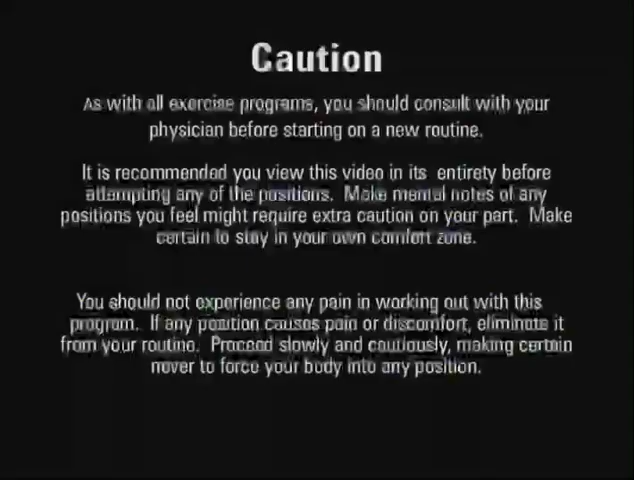 Caution
As with all exercise programs, you should consult with your
physician before starting on a new routine.
It is recommended you view this video in its entirety before
attempting any of the positions. Make mental notes of any
positions you feel might require extra caution on your part. Make
certain to stay in your own comfort zone.
You should not experience any pain in working out with this
program. If any position causes pain or discomfort, eliminate it
from your routine. Proceed slowly and cautiously, making certain
never to force your body into any position.